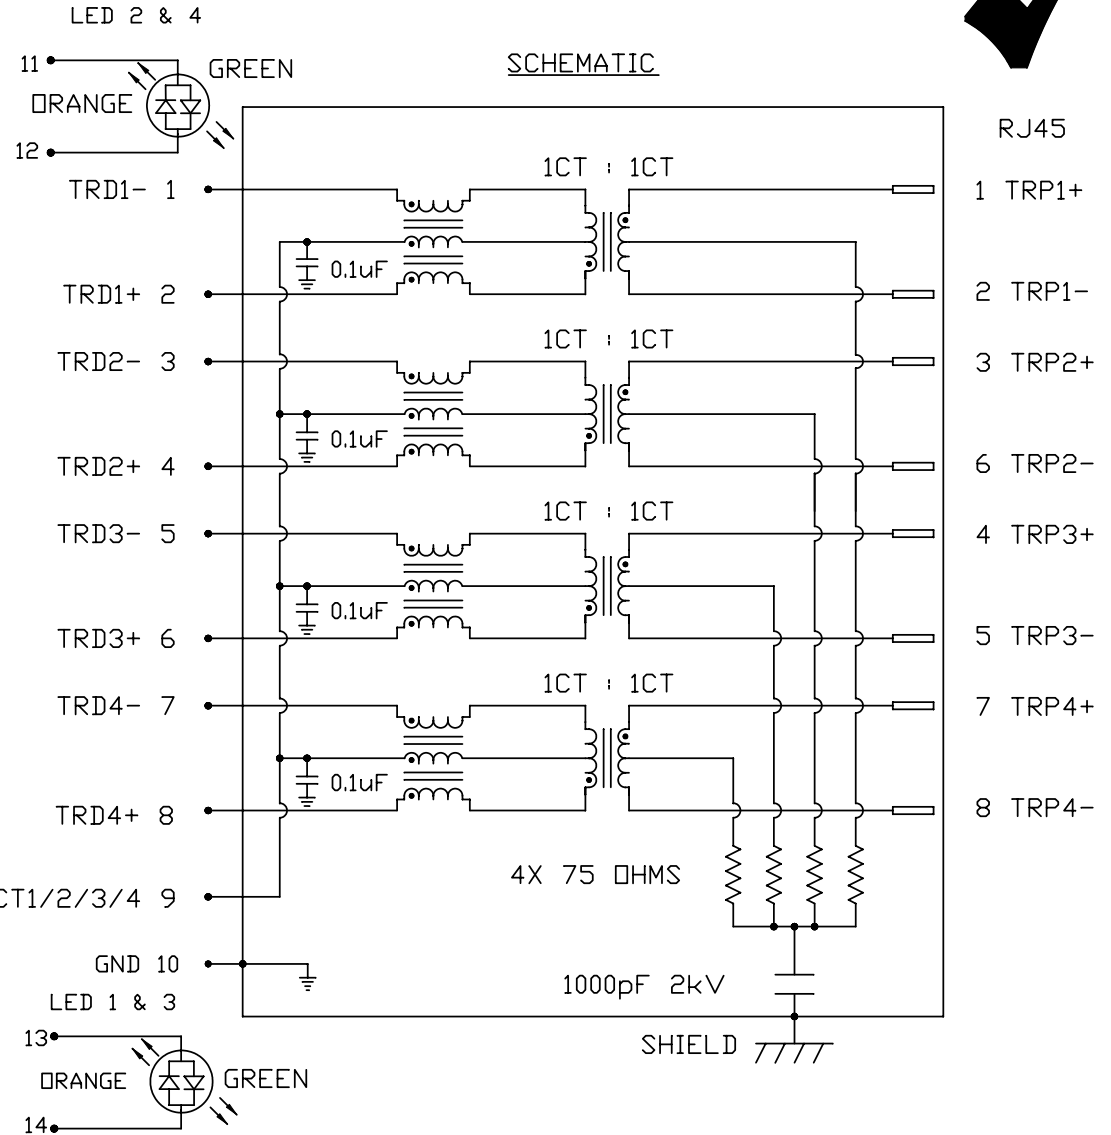 LED 2 & 4
11
GREEN
ORANGE
12
SCHEMATIC
RJ45
1CT : 1CT
TRD1- 1
1 TRP1+
0.1uF
TRD1+ 2
2 TRP1-
1CT : 1CT
TRD2- 3
3 TRP2+
0.1uF
TRD2+ 4
6 TRP2-
1CT : 1CT
TRD3- 5
4 TRP3+
0.1uF
TRD3+ 6
5 TRP3-
1CT : 1CT
TRD4- 7
7 TRP4+
0.1uF
TRD4+ 8
8 TRP4-
4X 75 OHMS
CT1/2/3/4 9
GND 10
1000pF 2kV
SHIELD
LED 1 & 3
13
ORANGE
GREEN
14